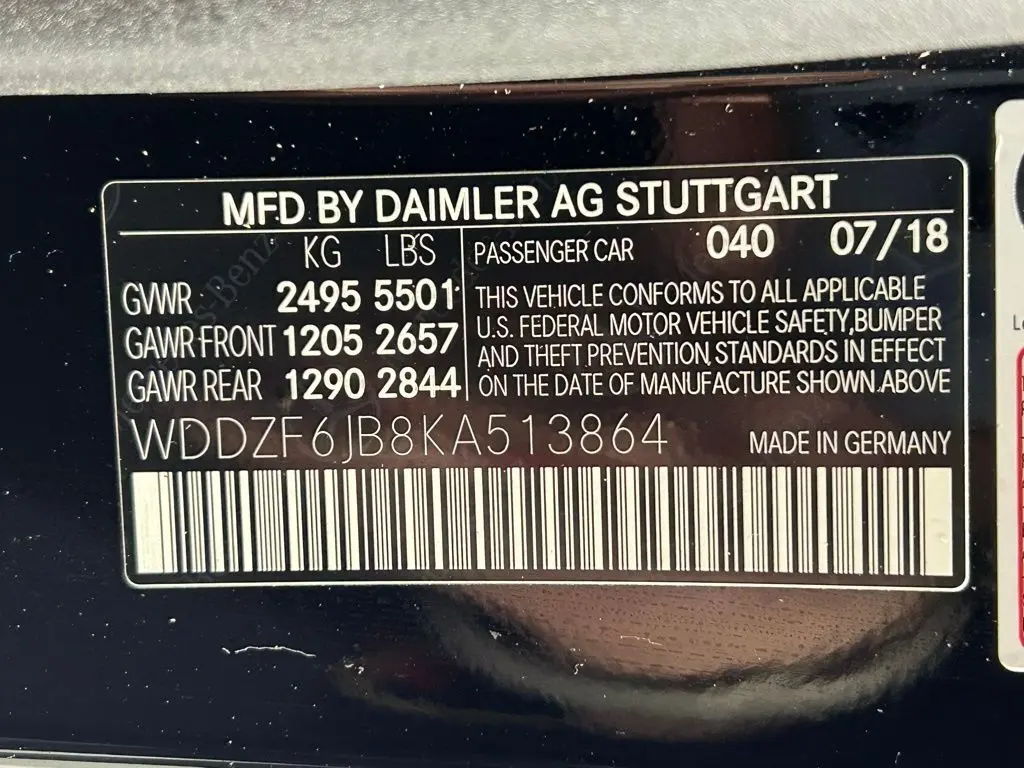 MFD BY DAIMLER AG STUTTGART
KG LBS
GVWR 2495 5501
GAWR FRONT 1205 2657
GAWR REAR 1290 2844
PASSENGER CAR 040 07/18
THIS VEHICLE CONFORMS TO ALL APPLICABLE
U.S. FEDERAL MOTOR VEHICLE SAFETY,BUMPER
AND THEFT PREVENTION STANDARDS IN EFFECT
ON THE DATE OF MANUFACTURE SHOWN ABOVE
WDDZF6JB8KA513864 MADE IN GERMANY